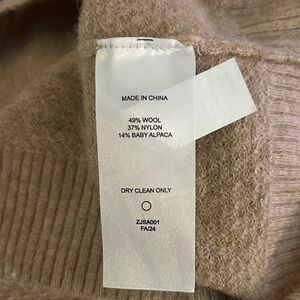 MADE IN CHINA
49% WOOL
37% NYLON
14% BABY ALPACA
DRY CLEAN ONLY
ZJSA001
FA/24